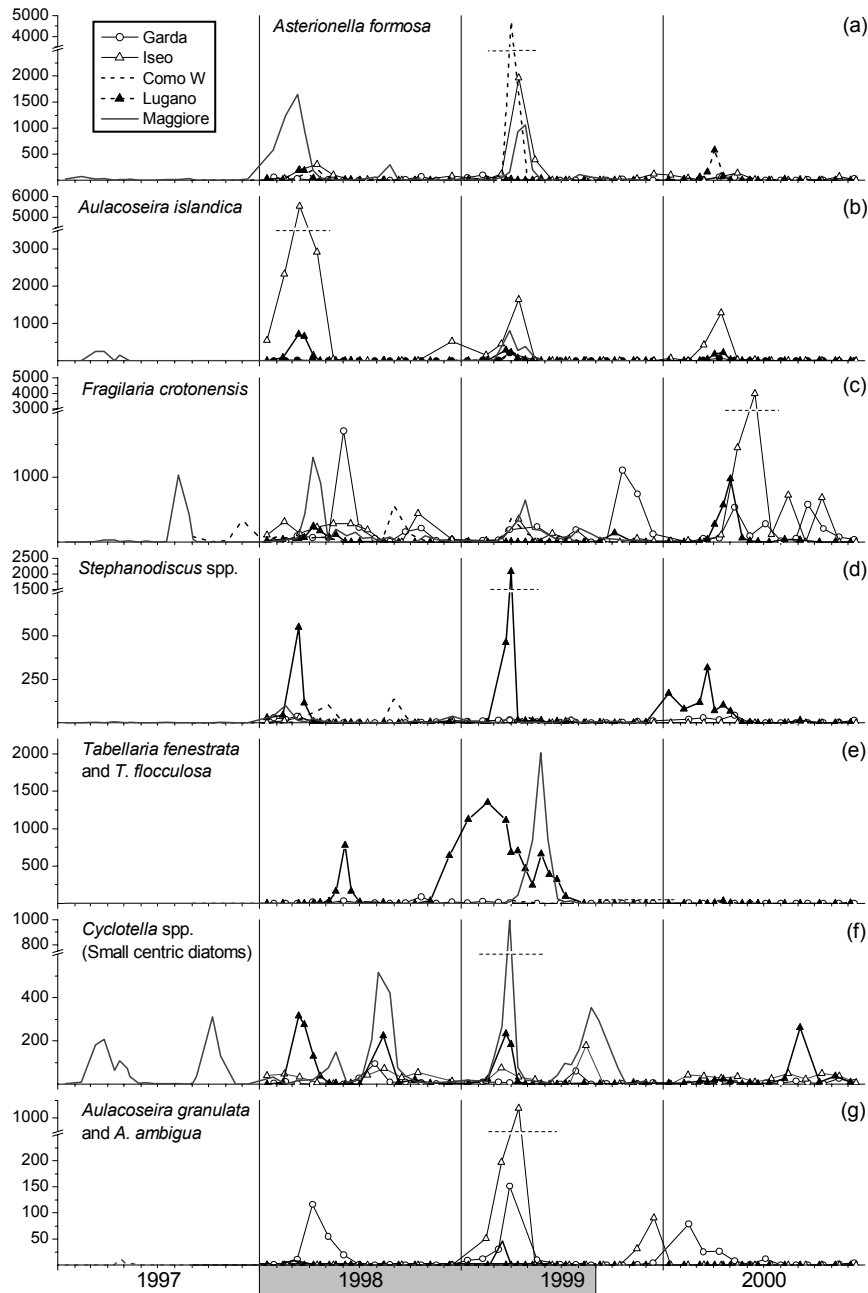 5000
4000
3000
2000
1500
1000
500
Garda
Iseo
Como W
Lugano
Maggiore
Asterionella formosa
(a)
6000
5000
4000
3000
2000
1000
Aulacoseira islandica
(b)
5000
4000
3000
1000
Fragilaria crotonensis
(c)
2500
2000
1500
500
250
Stephanodiscus spp.
(d)
2000
1500
1000
500
Tabellaria fenestrata
and T. flocculosa
(e)
1000
800
400
200
Cyclotella spp.
(Small centric diatoms)
(f)
1000
200
150
100
50
Aulacoseira granulata
and A. ambigua
(g)
1997
1998
1999
2000